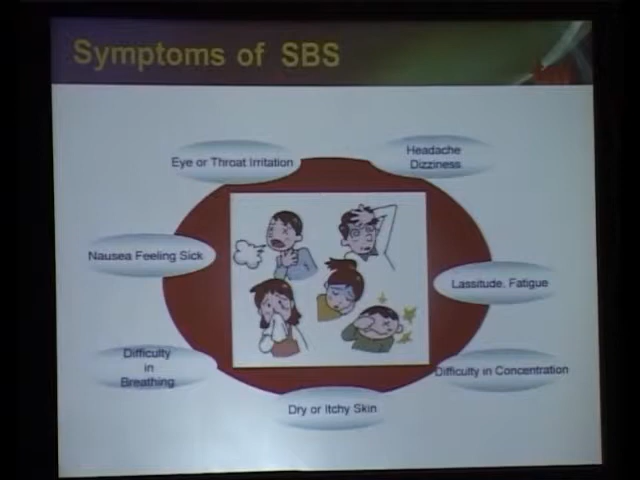 Symptoms of SBS
Eye or Throat Irritation
Headache
Dizziness
Nausea Feeling Sick
Lassitude, Fatigue
Difficulty
in
Breathing
Difficulty in Concentration
Dry or Itchy Skin